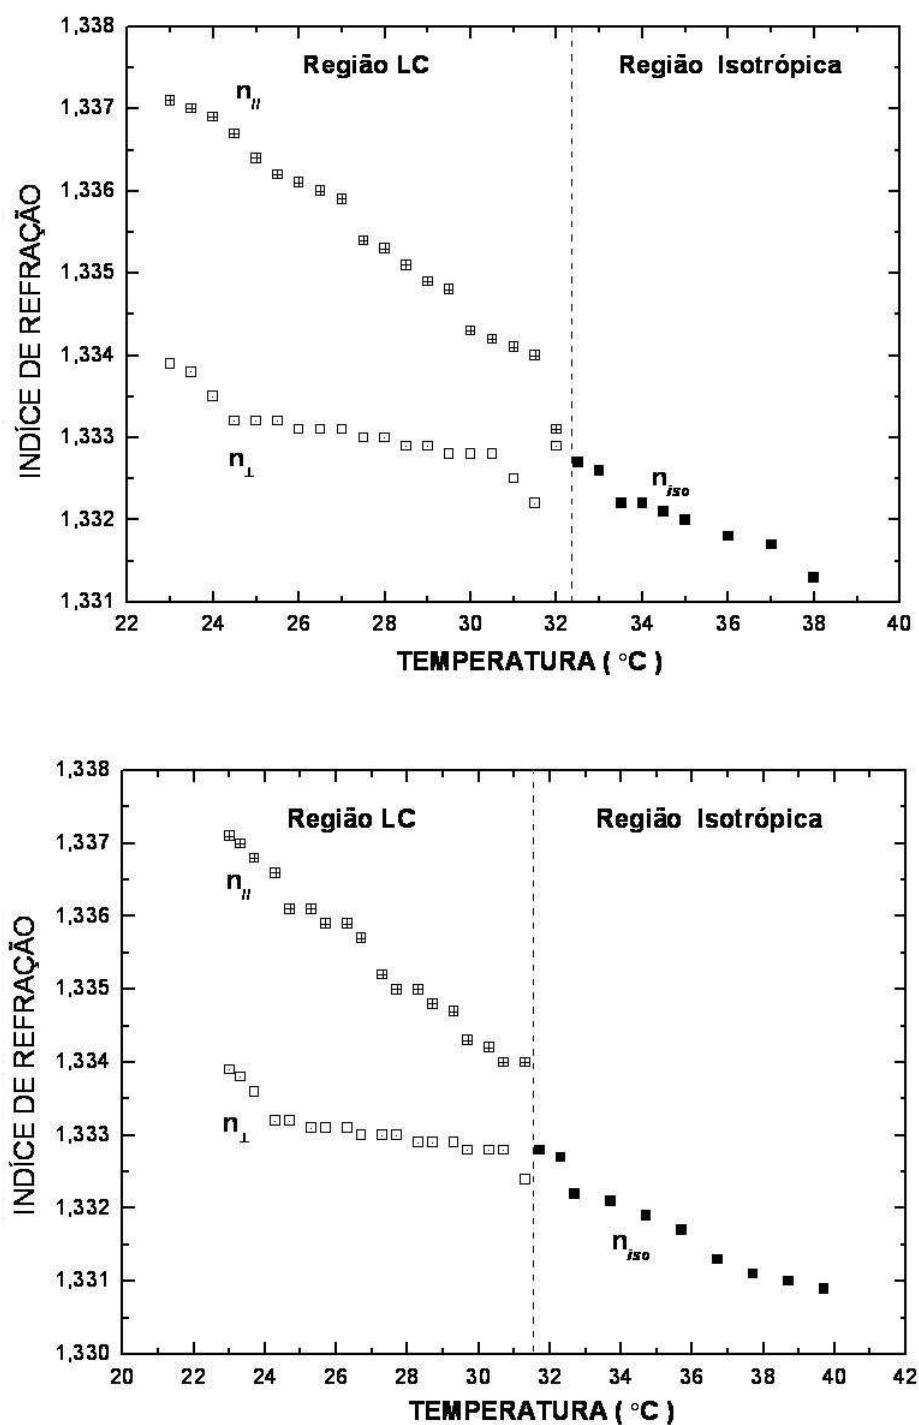 1,338
Região LC Região Isotrópica
n//
1,337
1,336
1,335
1,334
1,333
n⊥
niso
1,332
1,331
22 24 26 28 30 32 34 36 38 40
INDÍCE DE REFRAÇÃO
TEMPERATURA ( °C )
1,338
Região LC Região Isotrópica
1,337
n//
1,336
1,335
1,334
1,333
n⊥
1,332
niso
1,331
1,330
20 22 24 26 28 30 32 34 36 38 40 42
INDÍCE DE REFRAÇÃO
TEMPERATURA ( °C )